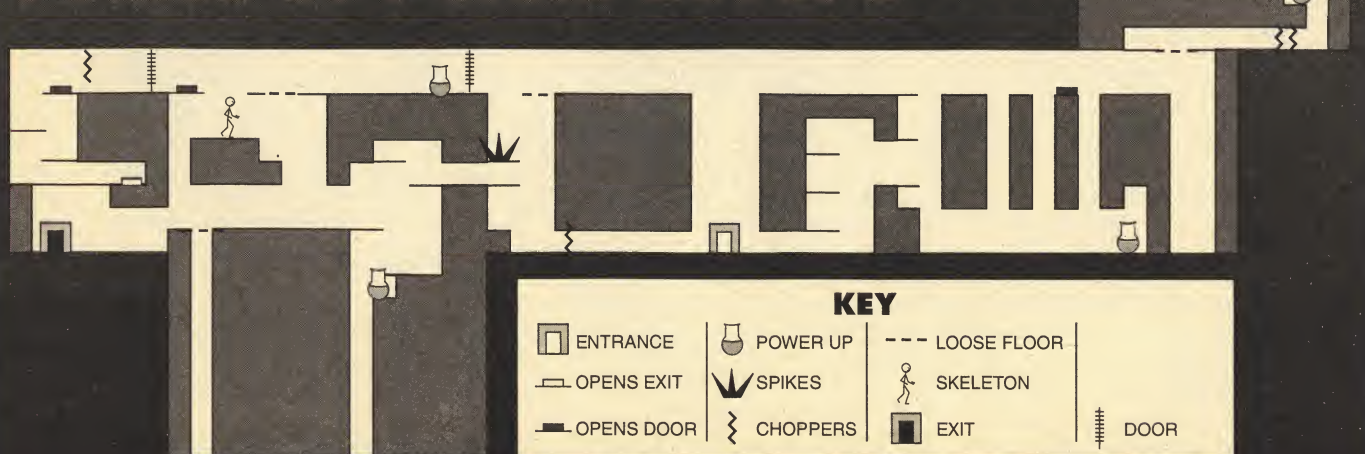 KEY
ENTRANCE
POWER UP
LOOSE FLOOR
OPENS EXIT
SPIKES
SKELETON
OPENS DOOR
CHOPPERS
EXIT
DOOR